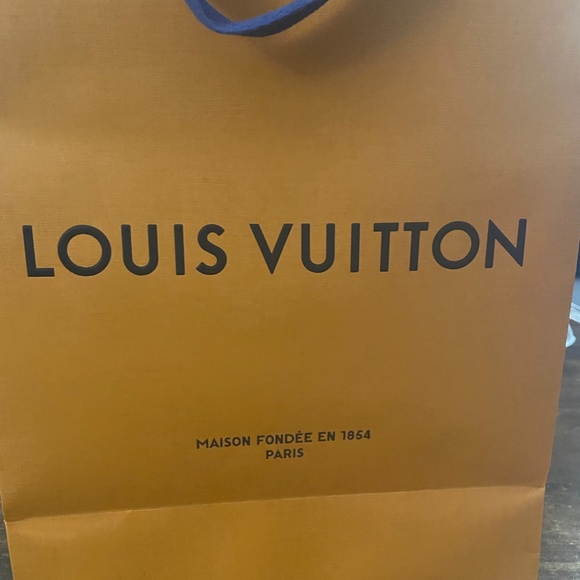 LOUIS VUITTON
MAISON FONDÉE EN 1854
PARIS